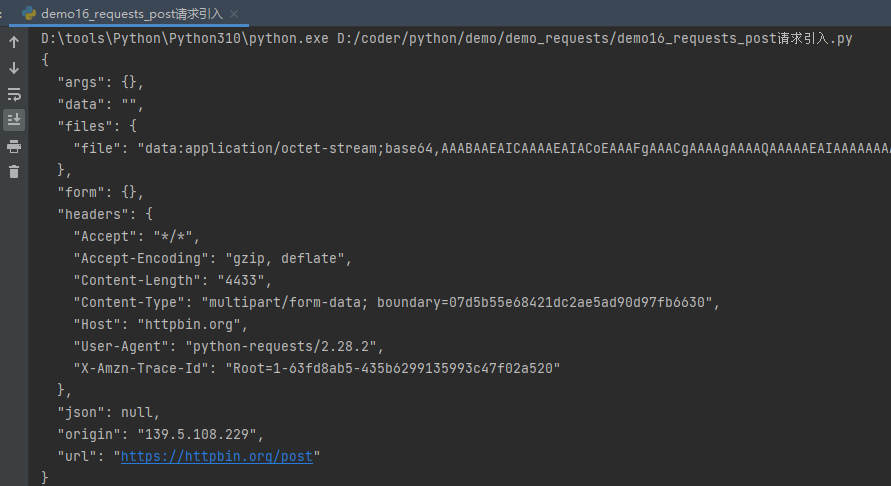 demo16_requests_post请求引入
D:\tools\Python\Python310\python.exe D:/coder/python/demo/demo_requests/demo16_requests_post请求引入.py
{
  "args": {},
  "data": "",
  "files": {
    "file": "data:application/octet-stream;base64,AAABAAEAICAAAAEAIACoEAAAFgAAACgAAAAgAAAAQAAAAAEAIAAAAAAA
  },
  "form": {},
  "headers": {
    "Accept": "*/*",
    "Accept-Encoding": "gzip, deflate",
    "Content-Length": "4433",
    "Content-Type": "multipart/form-data; boundary=07d5b55e68421dc2ae5ad90d97fb6630",
    "Host": "httpbin.org",
    "User-Agent": "python-requests/2.28.2",
    "X-Amzn-Trace-Id": "Root=1-63fd8ab5-435b6299135993c47f02a520"
  },
  "json": null,
  "origin": "139.5.108.229",
  "url": "https://httpbin.org/post"
}